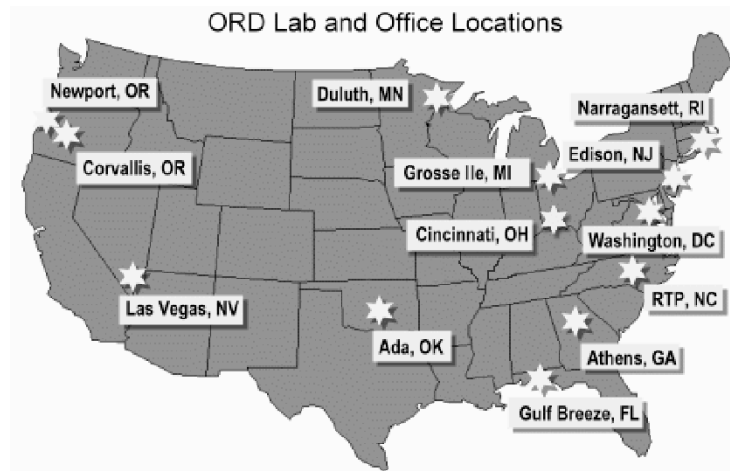 ORD Lab and Office Locations
Newport, OR
Duluth, MN
Narragansett, RI
Corvallis, OR
Grosse Ile, MI
Edison, NJ
Cincinnati, OH
Washington, DC
Las Vegas, NV
RTP, NC
Ada, OK
Athens, GA
Gulf Breeze, FL